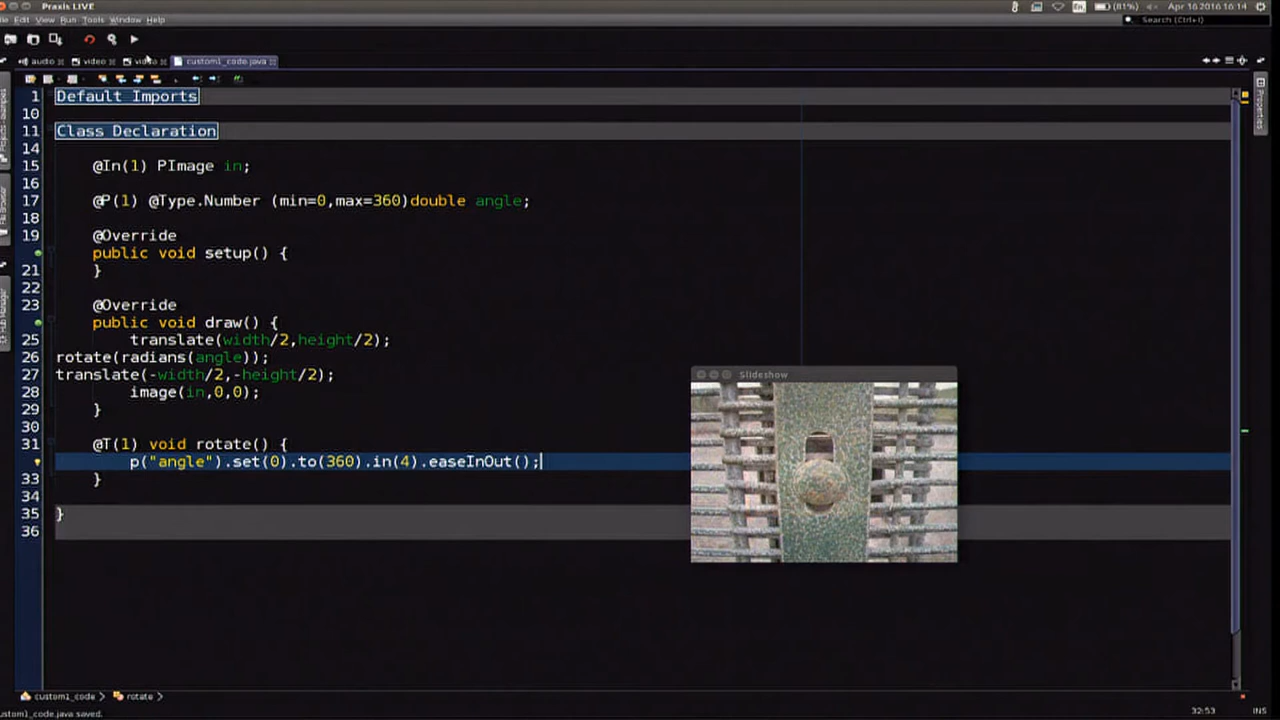 Praxis LIVE
(81%) Apr 16 2016 16:14
Edit View Run Tools Window Help
Search (Ctrl+I)
audio video video custom1_code.java
Properties
1 Default Imports
10
11 Class Declaration
14
15 @In(1) PImage in;
16
17 @P(1) @Type.Number (min=0,max=360)double angle;
18
19 @Override
public void setup() {
21 }
22
23 @Override
public void draw() {
25 translate(width/2,height/2);
26 rotate(radians(angle));
27 translate(-width/2,-height/2);
28 image(in,0,0);
29 }
30
31 @T(1) void rotate() {
p("angle").set(0).to(360).in(4).easeInOut();
33 }
34
35 }
36
Slideshow
custom1_code rotate
ustom1_code.java saved.
32:53 INS